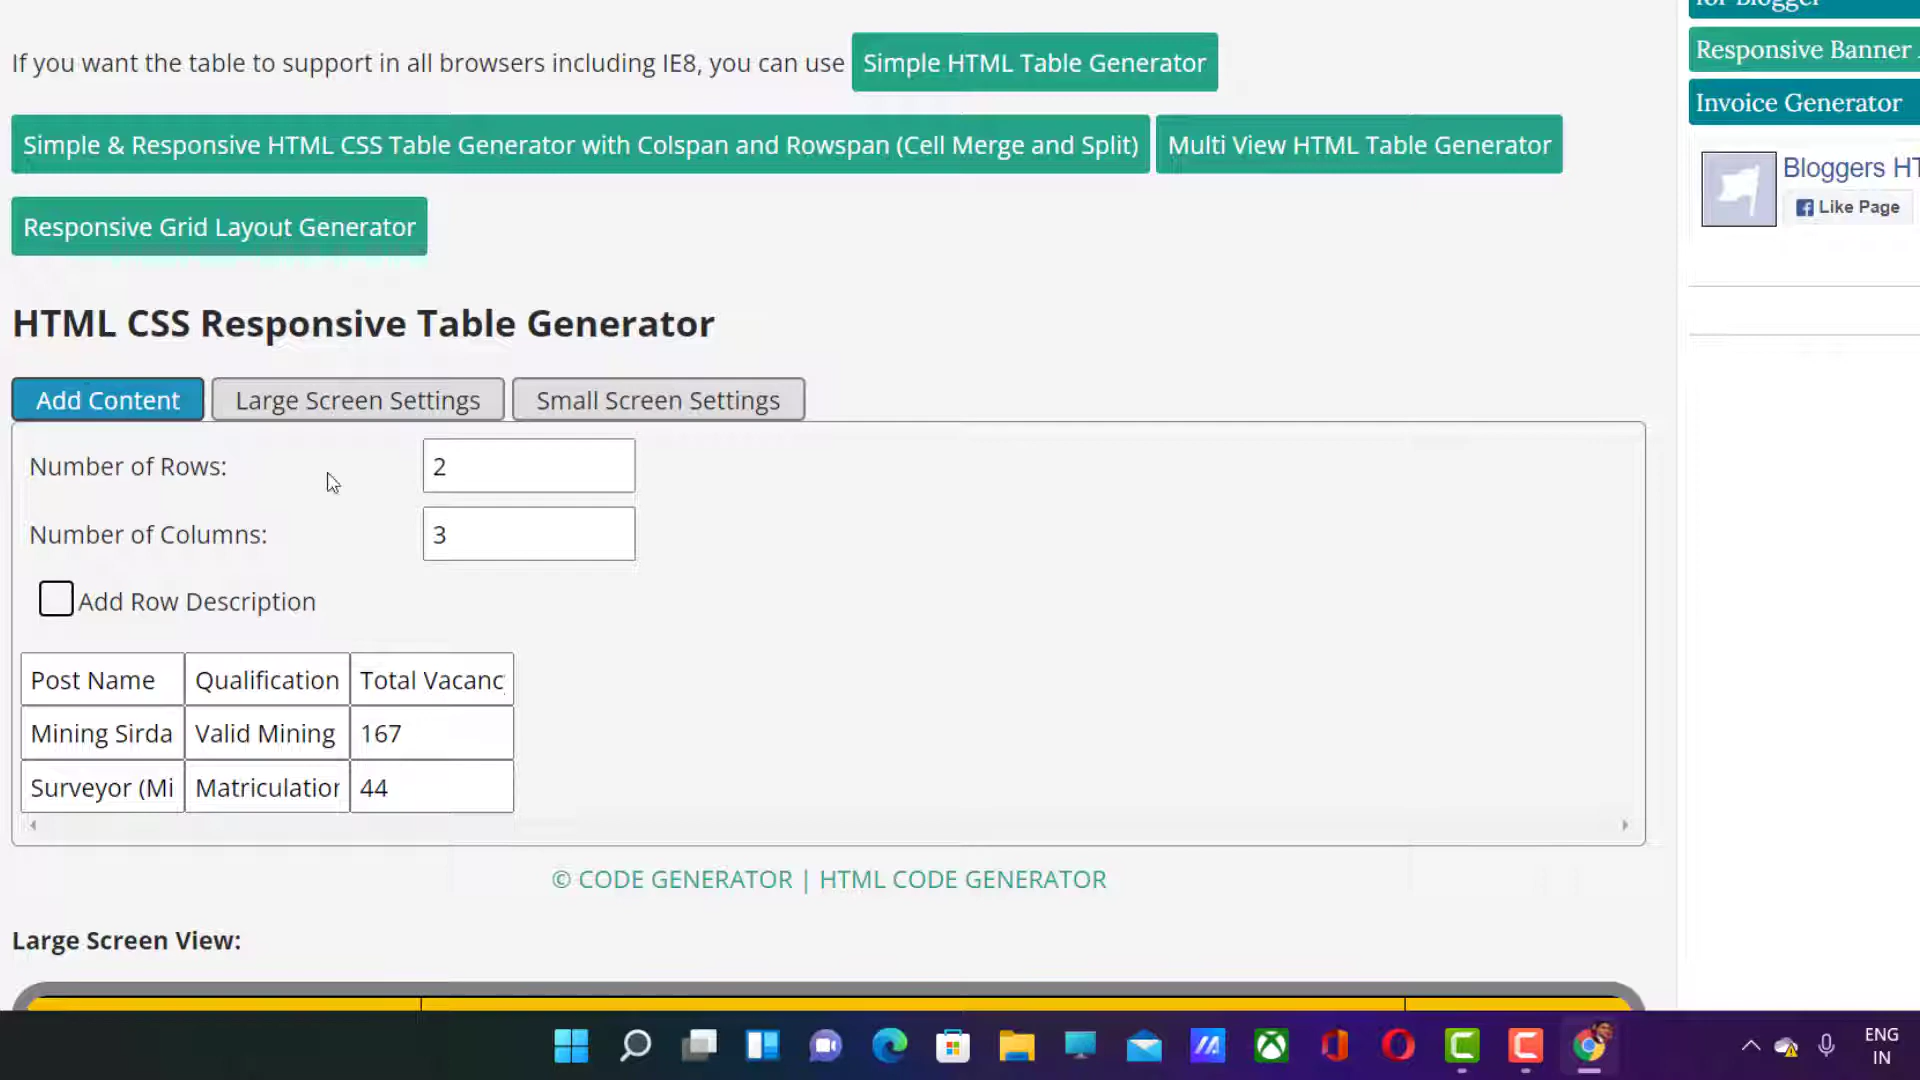 for Blogger
If you want the table to support in all browsers including IE8, you can use Simple HTML Table Generator
Responsive Banner
Invoice Generator
Simple & Responsive HTML CSS Table Generator with Colspan and Rowspan (Cell Merge and Split) Multi View HTML Table Generator
Bloggers HT
Like Page
Responsive Grid Layout Generator
HTML CSS Responsive Table Generator
Add Content Large Screen Settings Small Screen Settings
Number of Rows: 2
Number of Columns: 3
Add Row Description
Post Name Qualification Total Vacanc
Mining Sirda Valid Mining 167
Surveyor (Mi Matriculation 44
© CODE GENERATOR | HTML CODE GENERATOR
Large Screen View:
ENG
IN